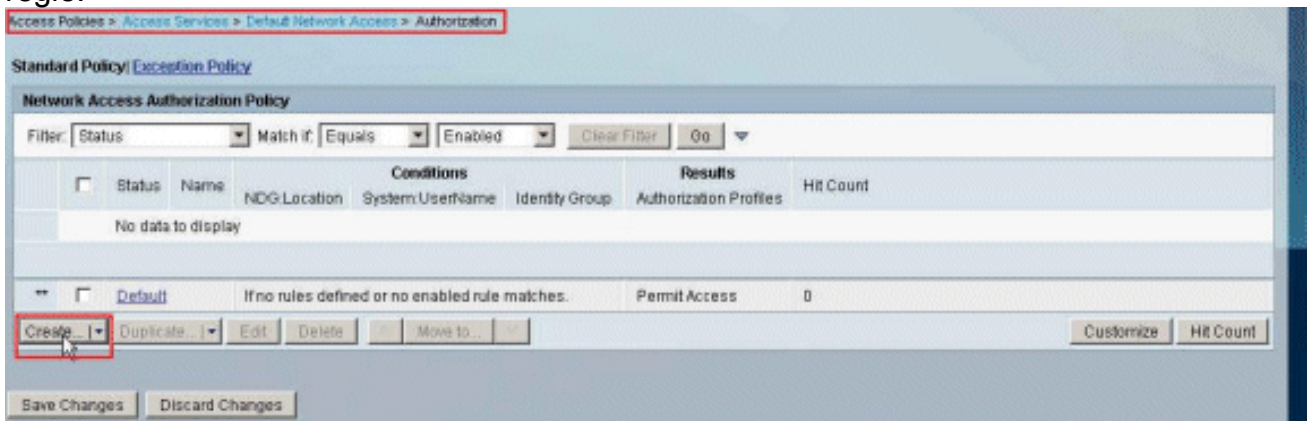 regle.
Access Policies > Access Services > Default Network Access > Authorization
Standard Policy| Exception Policy
Network Access Authorization Policy
Filter: Status Match if: Equals Enabled Clear Filter Go
Status Name Conditions Results Hit Count
NDG:Location System:UserName Identity Group Authorization Profiles
No data to display
** Default If no rules defined or no enabled rule matches. Permit Access 0
Create... Duplicate... Edit Delete Move to... Customize Hit Count
Save Changes Discard Changes